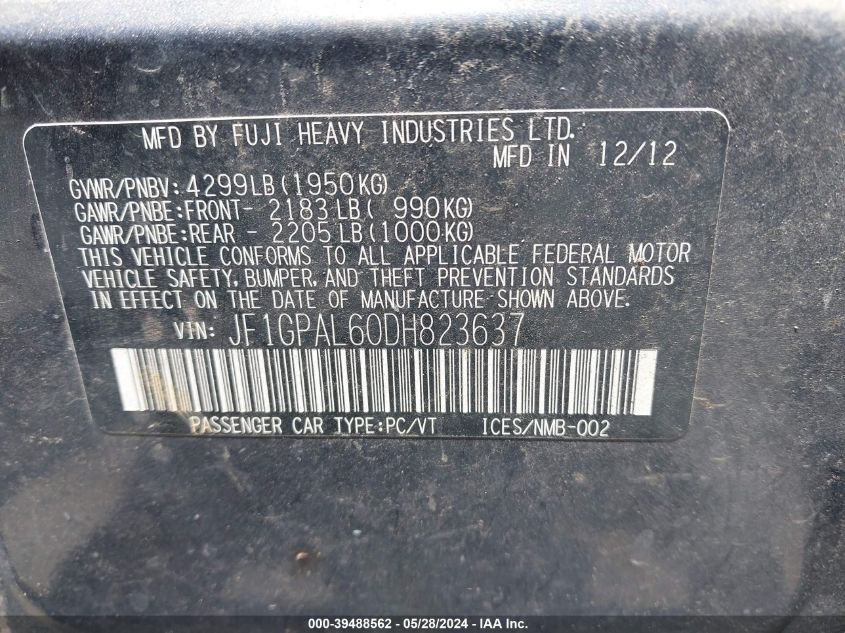 MFD BY FUJI HEAVY INDUSTRIES LTD.
MFD IN 12/12
GVWR/PNBV: 4299LB (1950KG)
GAWR/PNBE:FRONT- 2183 LB ( 990KG)
GAWR/PNBE:REAR - 2205 LB (1000KG)
THIS VEHICLE CONFORMS TO ALL APPLICABLE FEDERAL MOTOR
VEHICLE SAFETY, BUMPER, AND THEFT PREVENTION STANDARDS
IN EFFECT ON THE DATE OF MANUFACTURE SHOWN ABOVE.
VIN: JF1GPAL60DH823637
PASSENGER CAR TYPE:PC/VT ICES/NMB-002
000-39488562 / 05/28/2024 - IAAI.com.